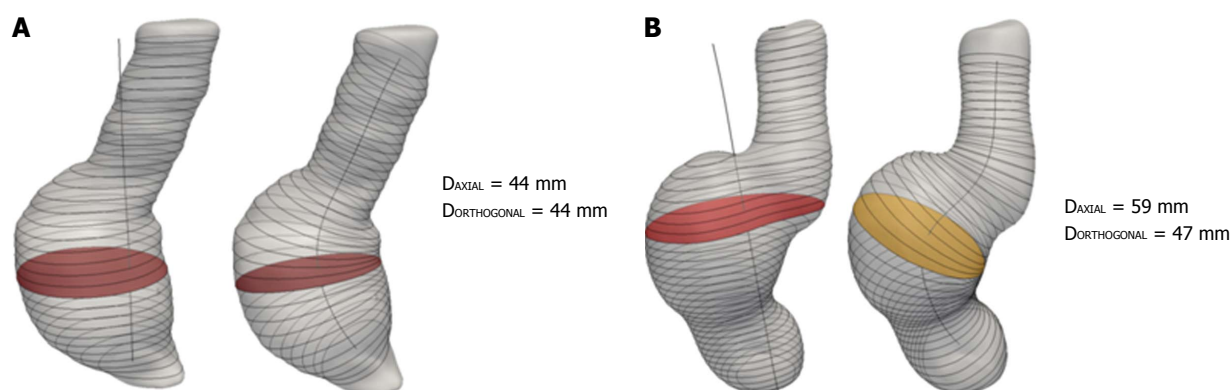 A
DAXIAL = 44 mm
DORTHOGONAL = 44 mm
B
DAXIAL = 59 mm
DORTHOGONAL = 47 mm